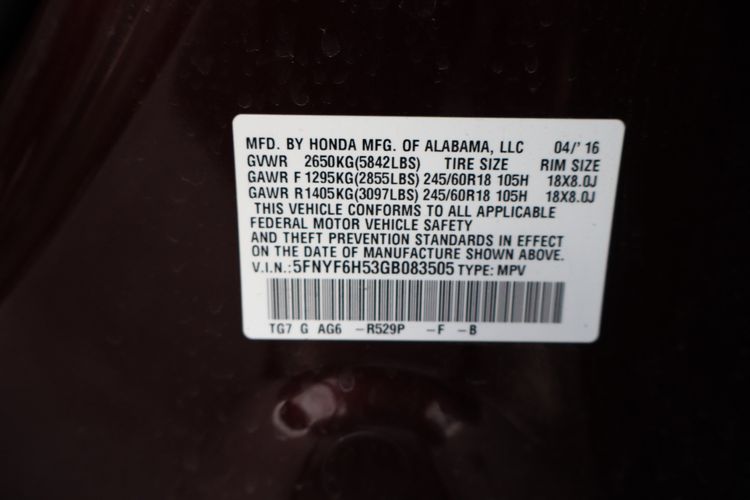 MFD. BY HONDA MFG. OF ALABAMA, LLC 04/' 16
GVWR 2650KG(5842LBS) TIRE SIZE RIM SIZE
GAWR F 1295KG(2855LBS) 245/60R18 105H 18X8.0J
GAWR R1405KG(3097LBS) 245/60R18 105H 18X8.0J
THIS VEHICLE CONFORMS TO ALL APPLICABLE
FEDERAL MOTOR VEHICLE SAFETY
AND THEFT PREVENTION STANDARDS IN EFFECT
ON THE DATE OF MANUFACTURE SHOWN ABOVE.
V.I.N.:5FNYF6H53GB083505 TYPE: MPV
TG7 G AG6 -R529P -F -B